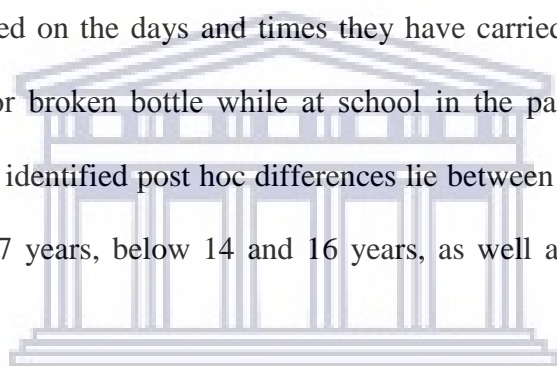 ed on the days and times they have carried
or broken bottle while at school in the pa
identified post hoc differences lie between
7 years, below 14 and 16 years, as well a